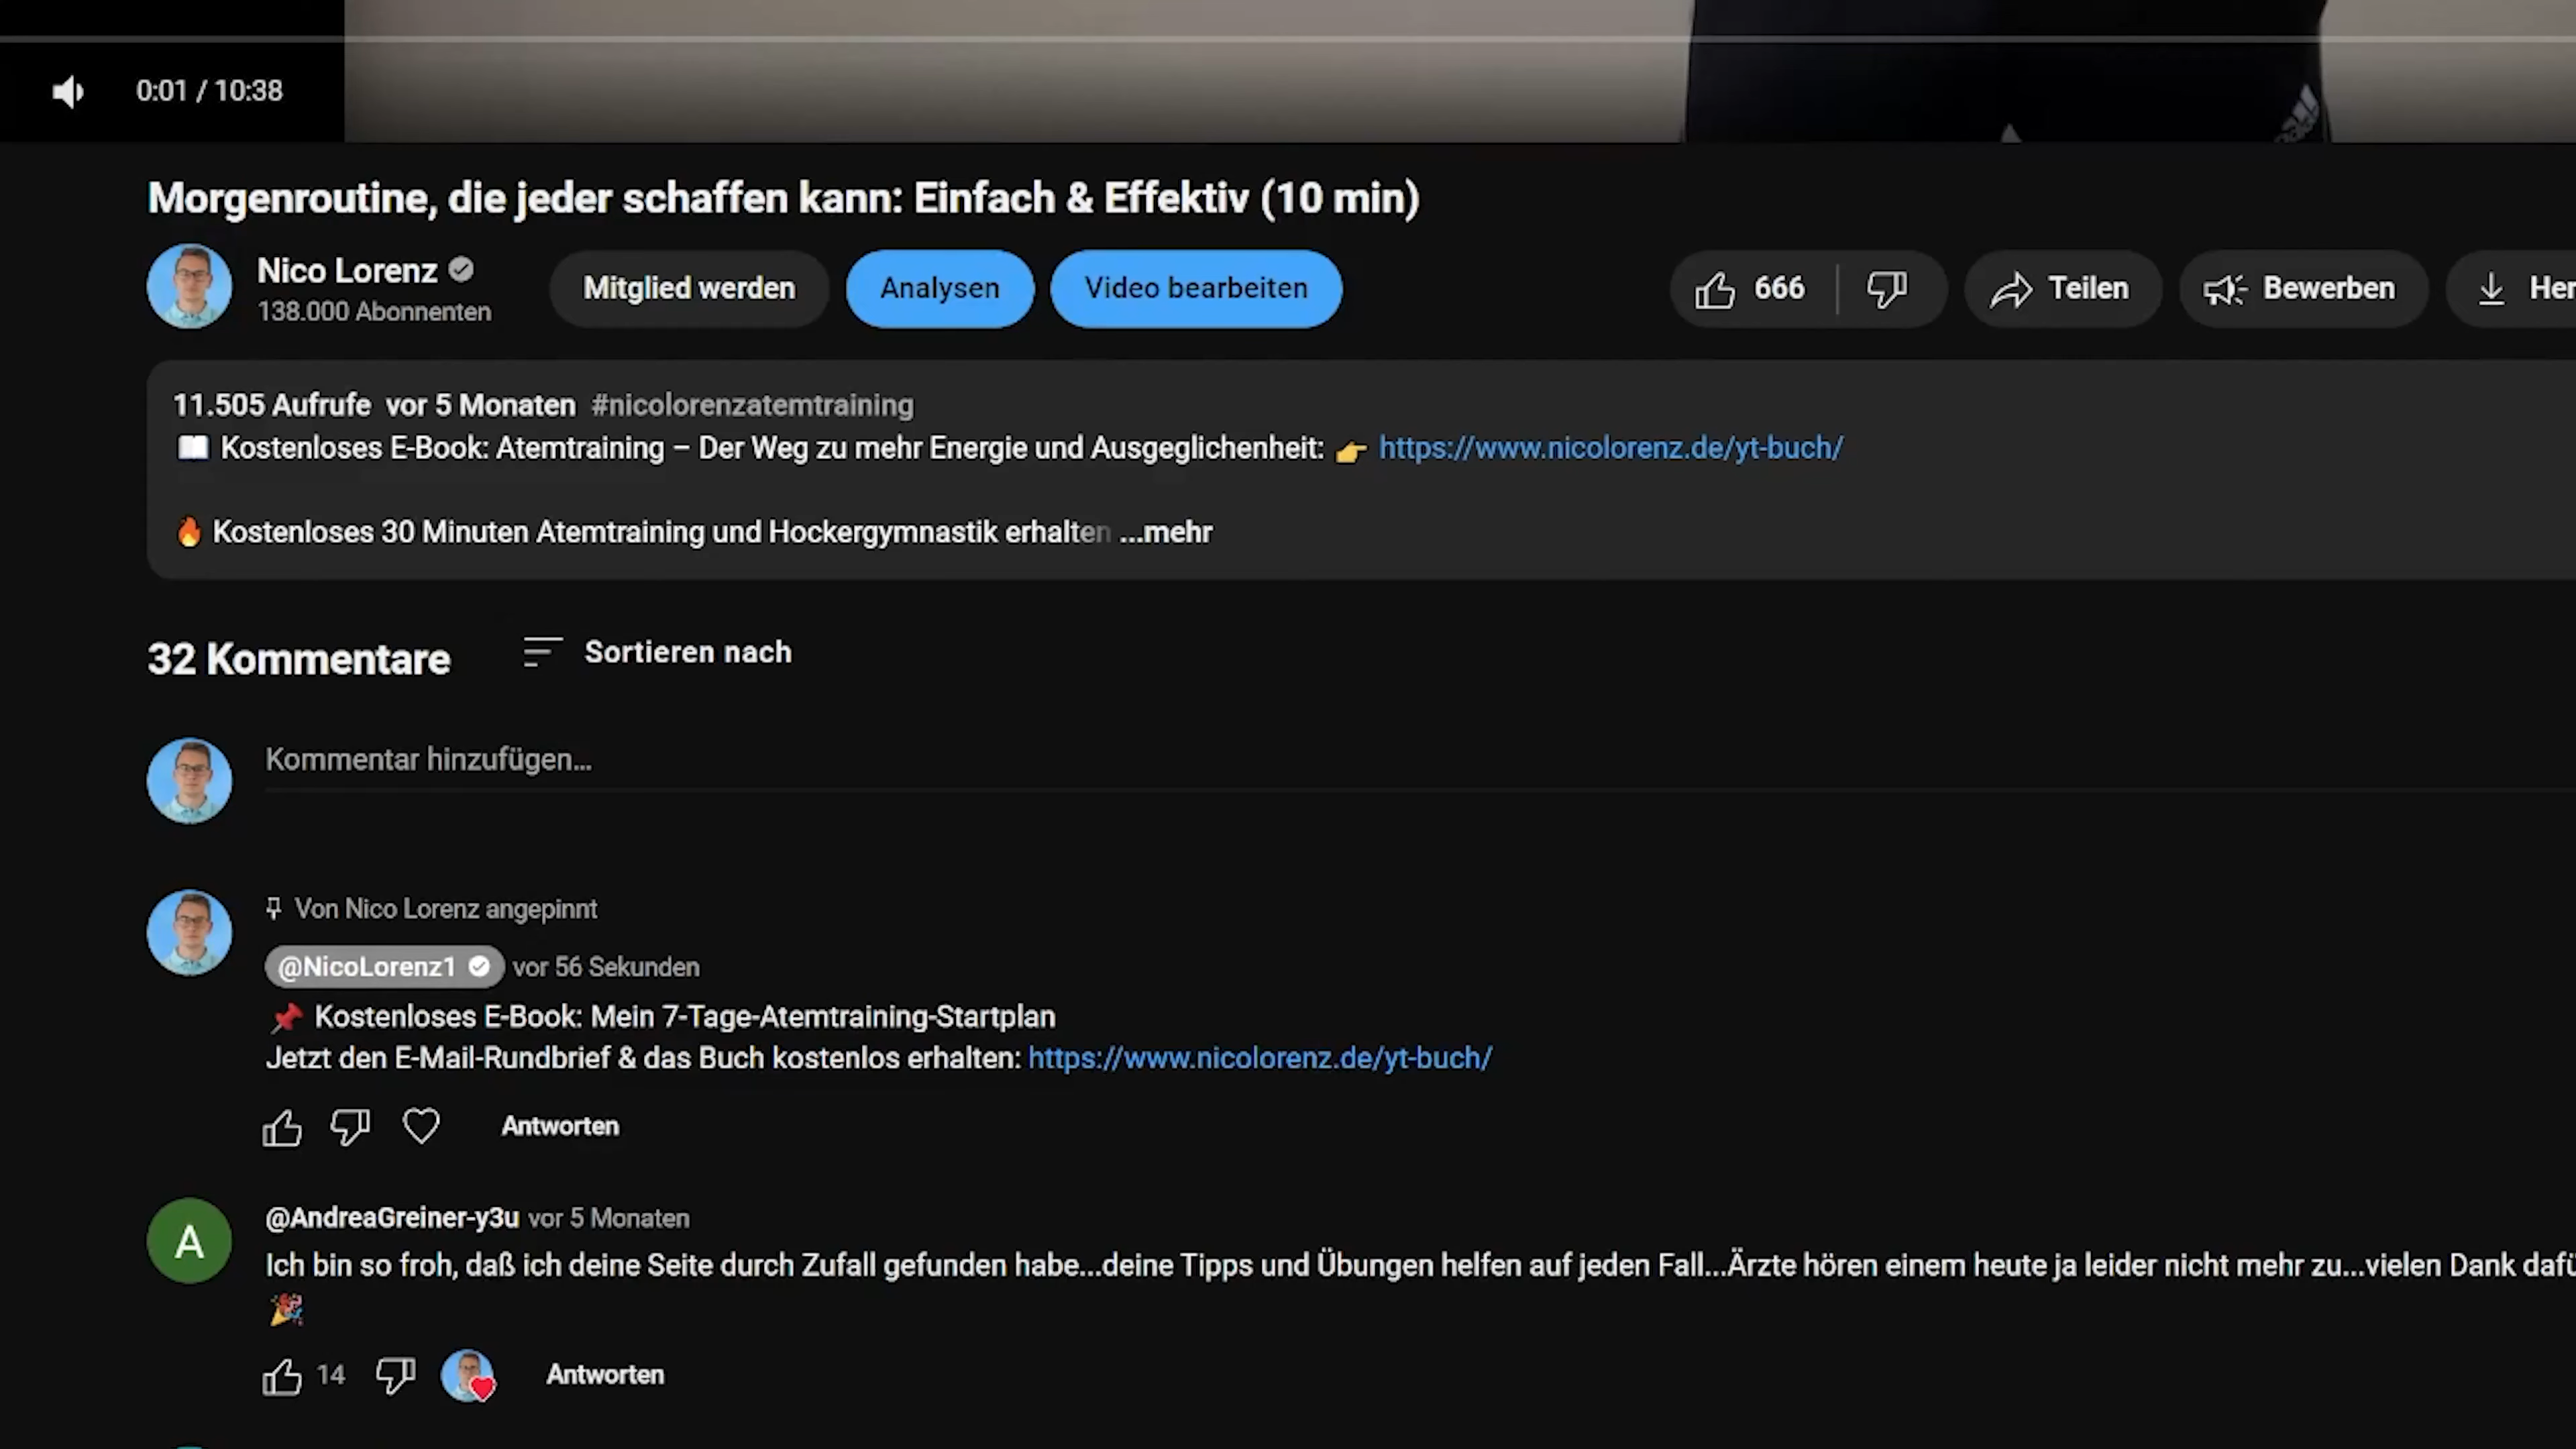 0:01 / 10:38
Morgenroutine, die jeder schaffen kann: Einfach & Effektiv (10 min)
Nico Lorenz
138.000 Abonnenten
Mitglied werden
Analysen
Video bearbeiten
666
Teilen
Bewerben
11.505 Aufrufe vor 5 Monaten #nicolorenzatemtraining
📖 Kostenloses E-Book: Atemtraining – Der Weg zu mehr Energie und Ausgeglichenheit: 👉 https://www.nicolorenz.de/yt-buch/
🔥 Kostenloses 30 Minuten Atemtraining und Hockergymnastik erhalten ...mehr
32 Kommentare
Sortieren nach
Kommentar hinzufügen...
Von Nico Lorenz angepinnt
@NicoLorenz1 vor 56 Sekunden
📌 Kostenloses E-Book: Mein 7-Tage-Atemtraining-Startplan
Jetzt den E-Mail-Rundbrief & das Buch kostenlos erhalten: https://www.nicolorenz.de/yt-buch/
Antworten
A
@AndreaGreiner-y3u vor 5 Monaten
Ich bin so froh, daß ich deine Seite durch Zufall gefunden habe...deine Tipps und Übungen helfen auf jeden Fall...Ärzte hören einem heute ja leider nicht mehr zu...vielen Dank
🎉
14
Antworten